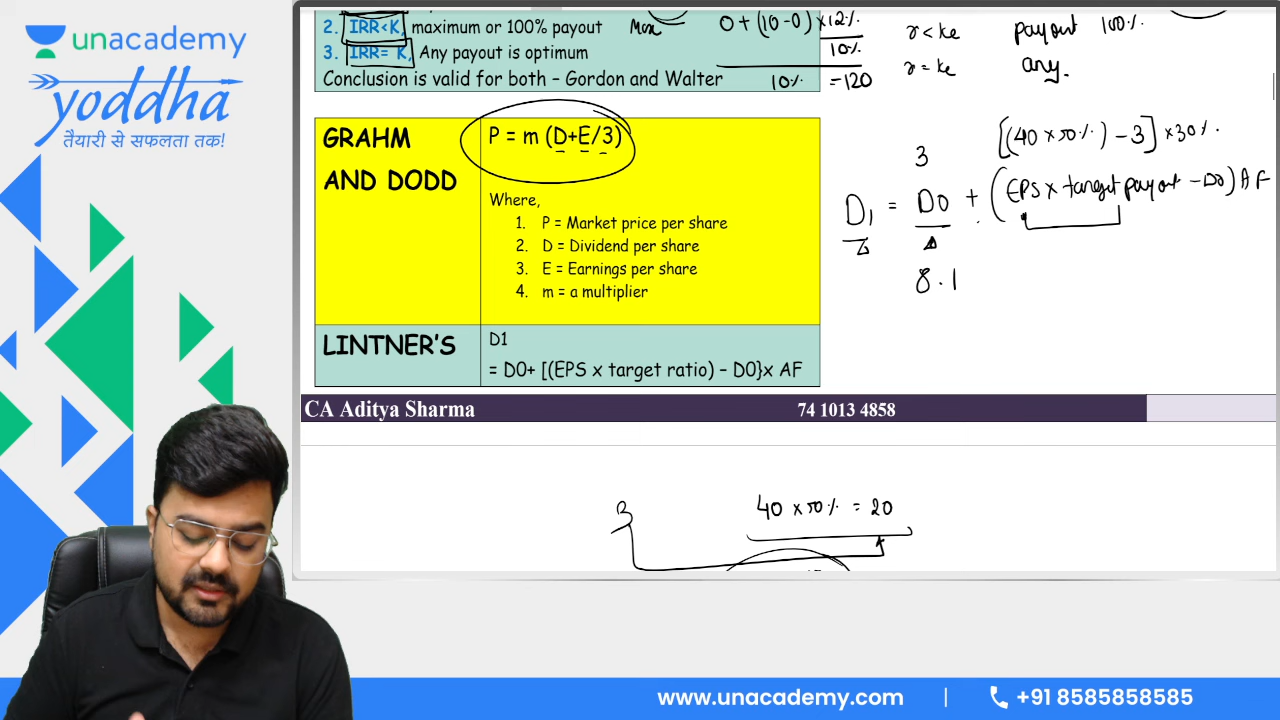 unacademy
yoddha
तैयारी से सफलता तक!
2. IRR<K, maximum or 100% payout
3. IRR= K, Any payout is optimum
Conclusion is valid for both – Gordon and Walter
0 + (10-0) × 12%
10%
10%
= 120
r < ke payout 100%
r = ke any.
GRAHM AND DODD
P = m (D+E/3)
Where,
1. P = Market price per share
2. D = Dividend per share
3. E = Earnings per share
4. m = a multiplier
LINTNER'S
D1
= D0+ [(EPS x target ratio) – D0}x AF
[(40 × 50%) - 3] × 30%.
3
D1 = D0 + (EPS x target payout - D0) AF
8.1
CA Aditya Sharma 74 1013 4858
3
40 × 50% = 20
www.unacademy.com | +91 8585858585